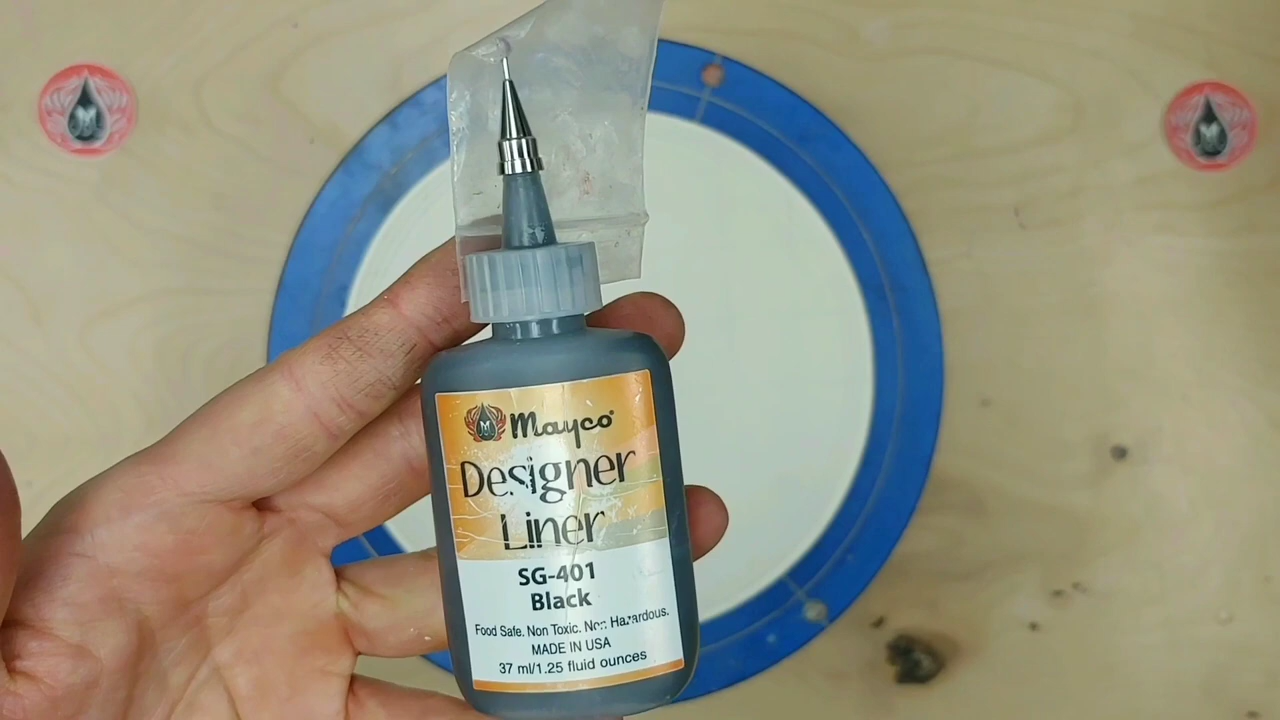 Mayco®
Designer
Liner
SG-401
Black
Food Safe. Non Toxic. Non Hazardous.
MADE IN USA
37 ml/1.25 fluid ounces
M
M
M